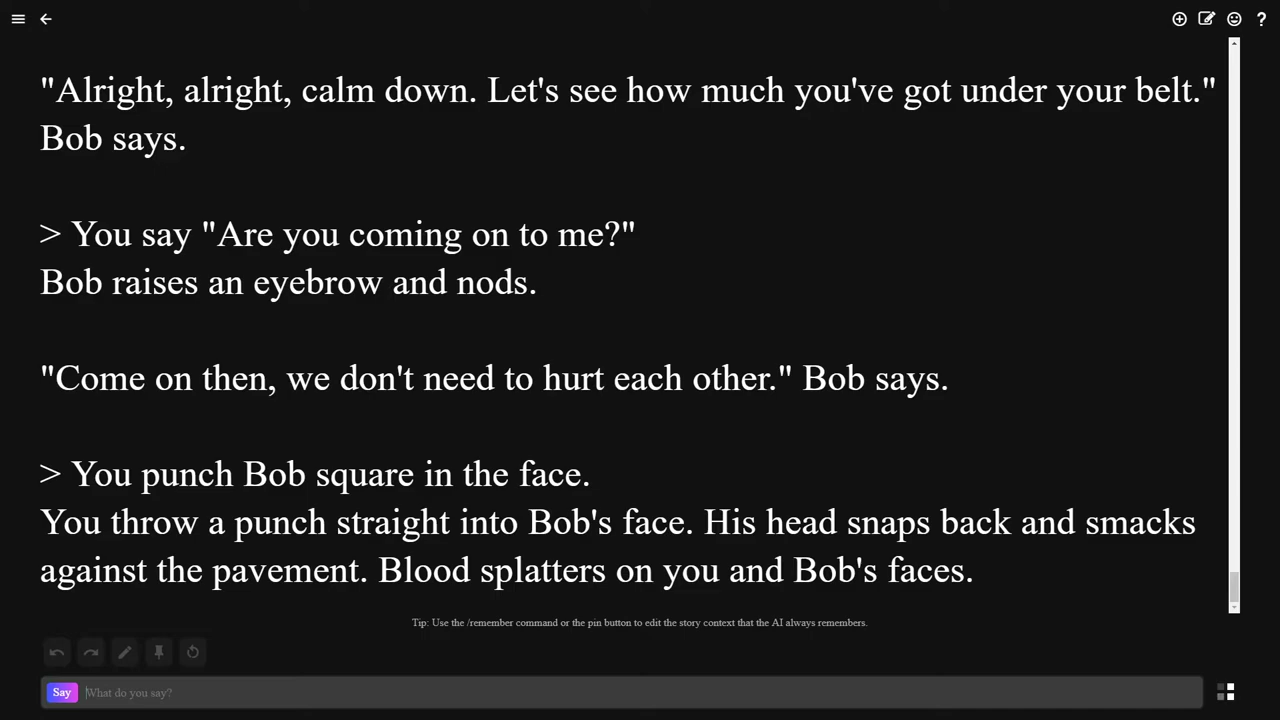 "Alright, alright, calm down. Let's see how much you've got under your belt."
Bob says.
> You say "Are you coming on to me?"
Bob raises an eyebrow and nods.
"Come on then, we don't need to hurt each other." Bob says.
> You punch Bob square in the face.
You throw a punch straight into Bob's face. His head snaps back and smacks
against the pavement. Blood splatters on you and Bob's faces.
Tip: Use the /remember command or the pin button to edit the story context that the AI always remembers.
Say What do you say?